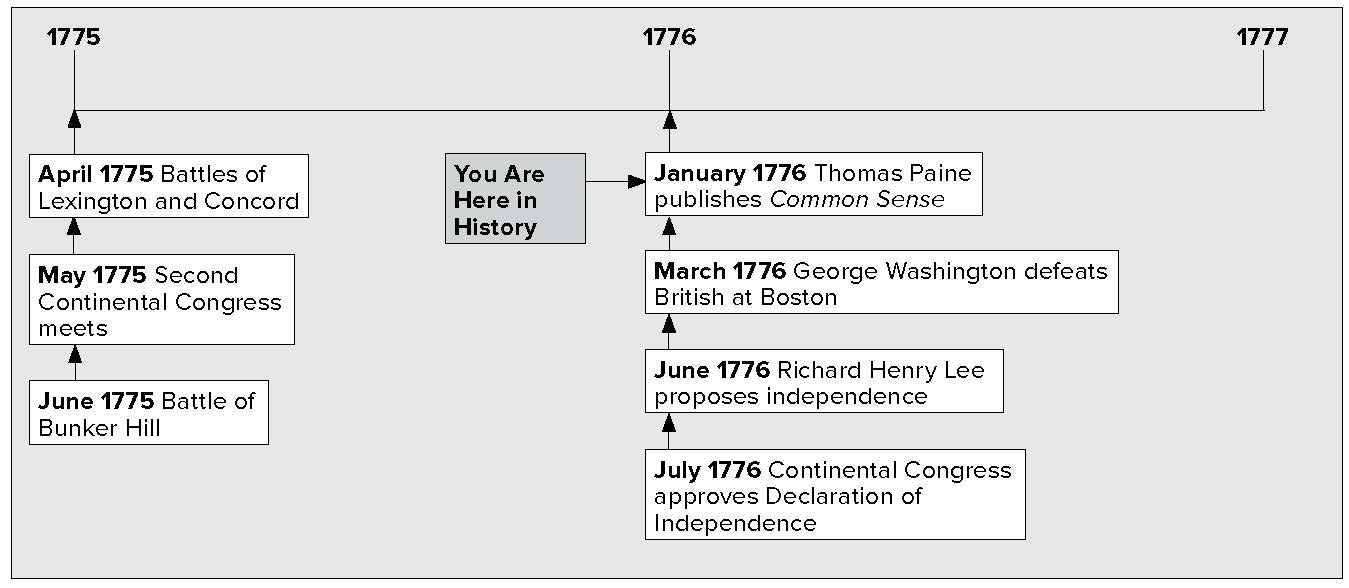 1775
1776
1777
April 1775 Battles of
Lexington and Concord
May 1775 Second
Continental Congress
meets
June 1775 Battle of
Bunker Hill
You Are
Here in
History
January 1776 Thomas Paine
publishes Common Sense
March 1776 George Washington defeats
British at Boston
June 1776 Richard Henry Lee
proposes independence
July 1776 Continental Congress
approves Declaration of
Independence